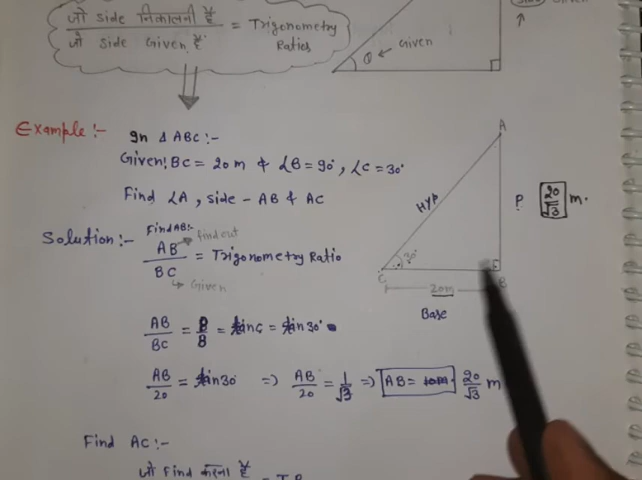 जो side निकालनी है = Trigonometry
जो side Given है Ratios
θ ← Given
Example:-
In Δ ABC:-
Given: BC = 20 m & ∠B = 90°, ∠C = 30°
Find ∠A, side - AB & AC
Solution:-
Find AB:-
AB → find out
BC → Given
= Trigonometry Ratio
AB/BC = P/B = tanC = tan30°
AB/20 = tan30 => AB/20 = 1/√3 => AB = 20/√3 m
Find AC:-
जो Find करना है = T.R
A
HYP
P
20/√3 m.
30°
C
20m
B
Base